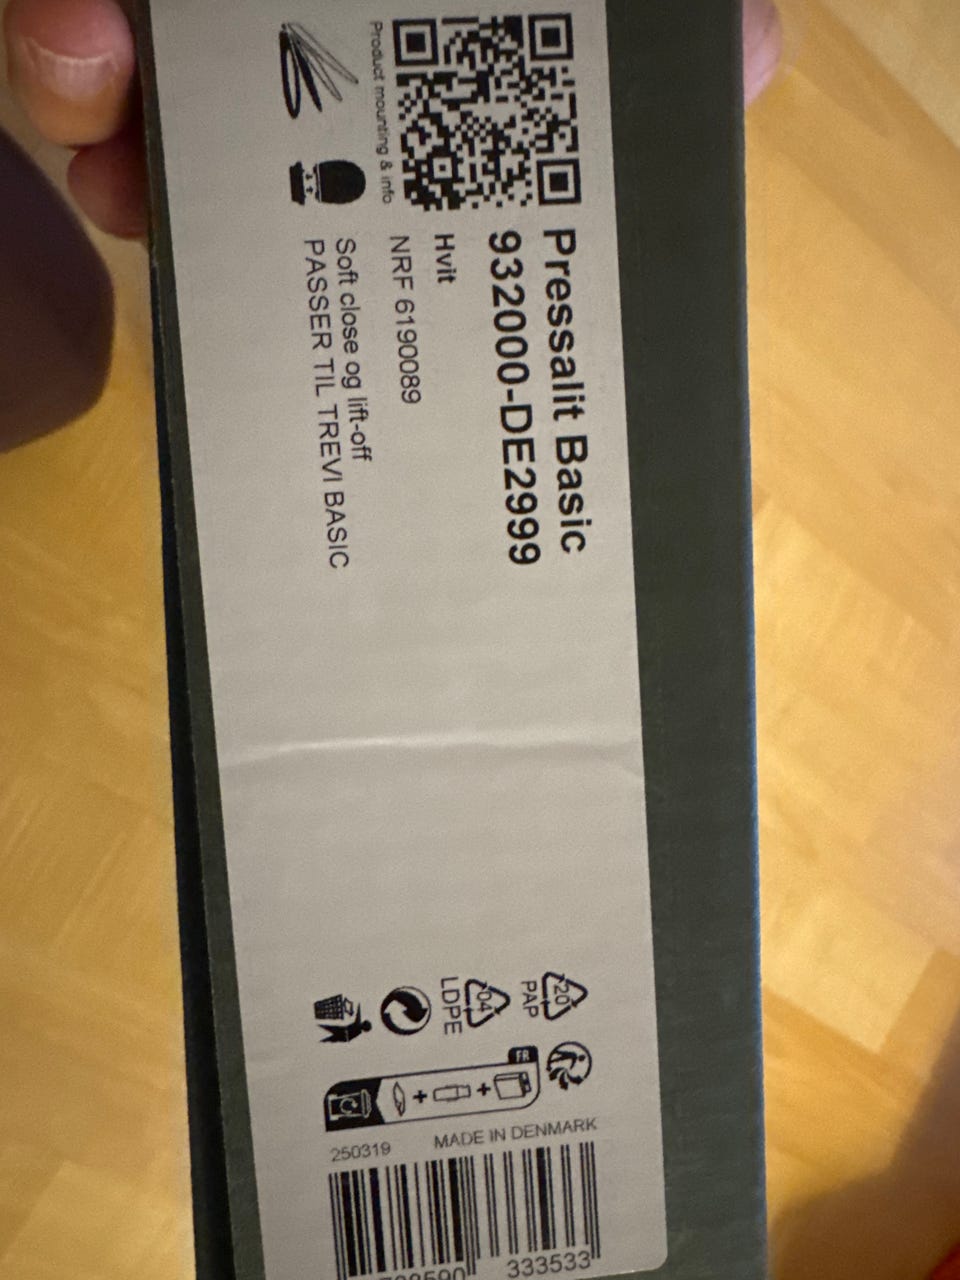 Product mounting & info
Pressalit Basic
932000-DE2999
Hvit
NRF 6190089
Soft close og lift-off
PASSER TIL TREVI BASIC
20
PAP
04
LDPE
FR
MADE IN DENMARK
250319
333533